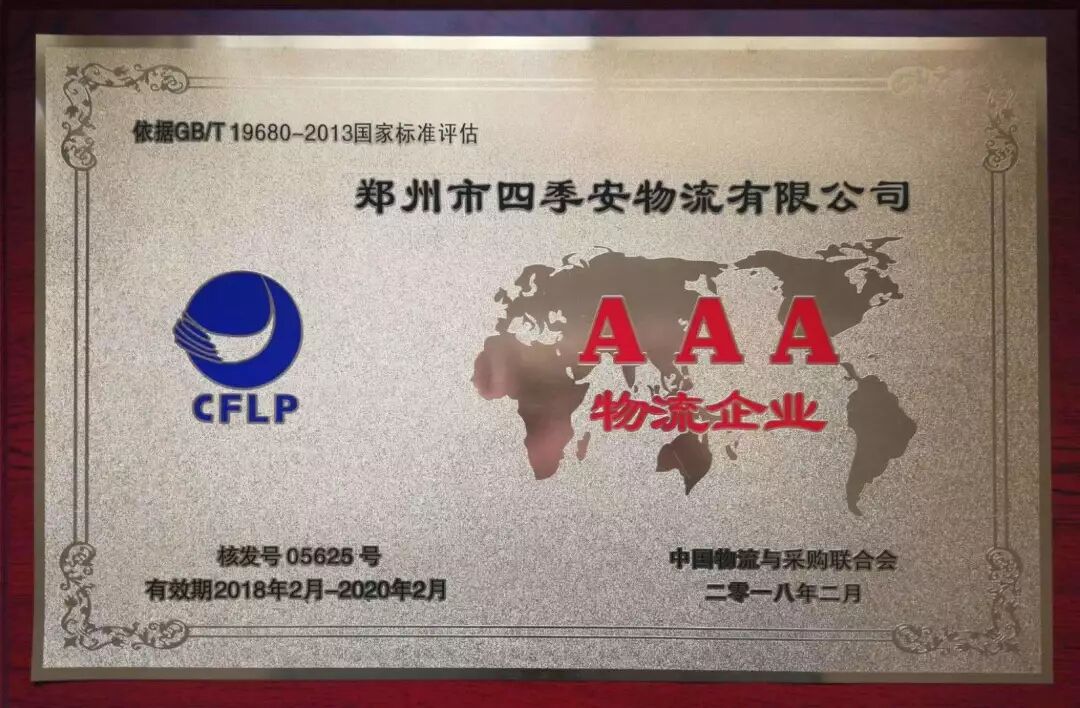 依据GB/T 19680-2013国家标准评估
郑州市四季安物流有限公司
CFLP
AAA
物流企业
核发号 05625 号
有效期2018年2月-2020年2月
中国物流与采购联合会
二零一八年二月